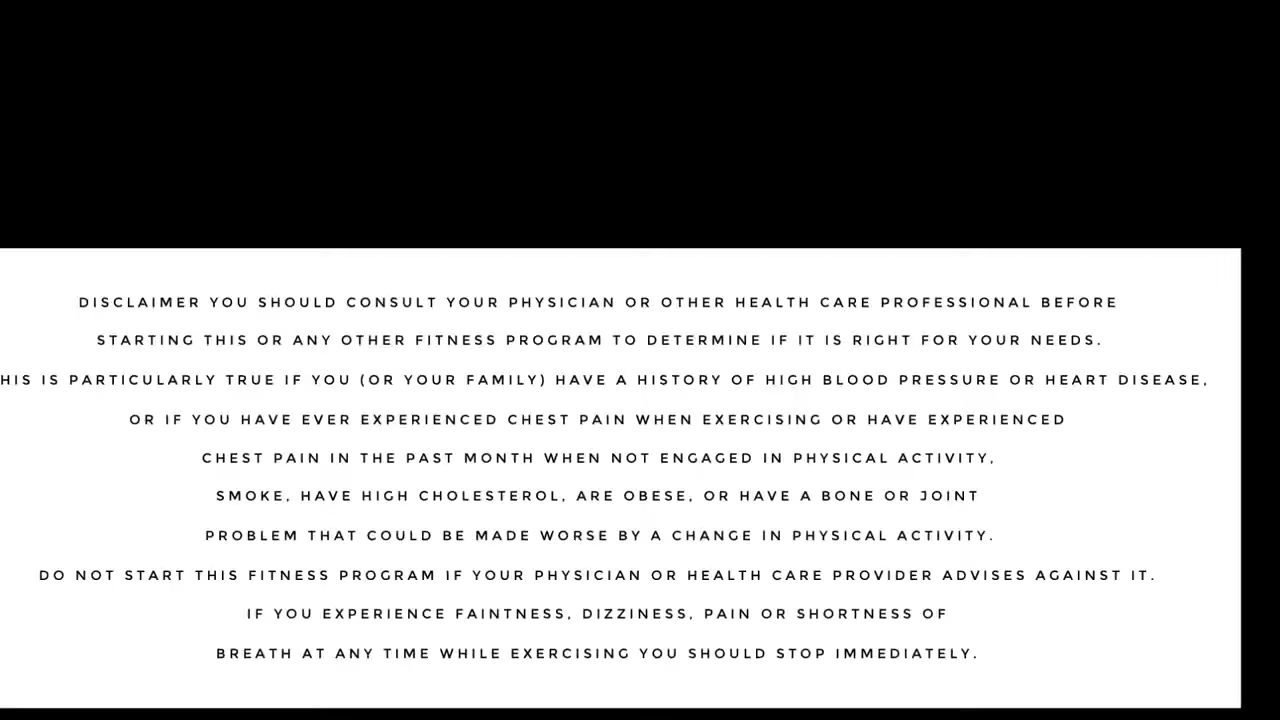 DISCLAIMER YOU SHOULD CONSULT YOUR PHYSICIAN OR OTHER HEALTH CARE PROFESSIONAL BEFORE
STARTING THIS OR ANY OTHER FITNESS PROGRAM TO DETERMINE IF IT IS RIGHT FOR YOUR NEEDS.
HIS IS PARTICULARLY TRUE IF YOU (OR YOUR FAMILY) HAVE A HISTORY OF HIGH BLOOD PRESSURE OR HEART DISEASE,
OR IF YOU HAVE EVER EXPERIENCED CHEST PAIN WHEN EXERCISING OR HAVE EXPERIENCED
CHEST PAIN IN THE PAST MONTH WHEN NOT ENGAGED IN PHYSICAL ACTIVITY,
SMOKE, HAVE HIGH CHOLESTEROL, ARE OBESE, OR HAVE A BONE OR JOINT
PROBLEM THAT COULD BE MADE WORSE BY A CHANGE IN PHYSICAL ACTIVITY.
DO NOT START THIS FITNESS PROGRAM IF YOUR PHYSICIAN OR HEALTH CARE PROVIDER ADVISES AGAINST IT.
IF YOU EXPERIENCE FAINTNESS, DIZZINESS, PAIN OR SHORTNESS OF
BREATH AT ANY TIME WHILE EXERCISING YOU SHOULD STOP IMMEDIATELY.